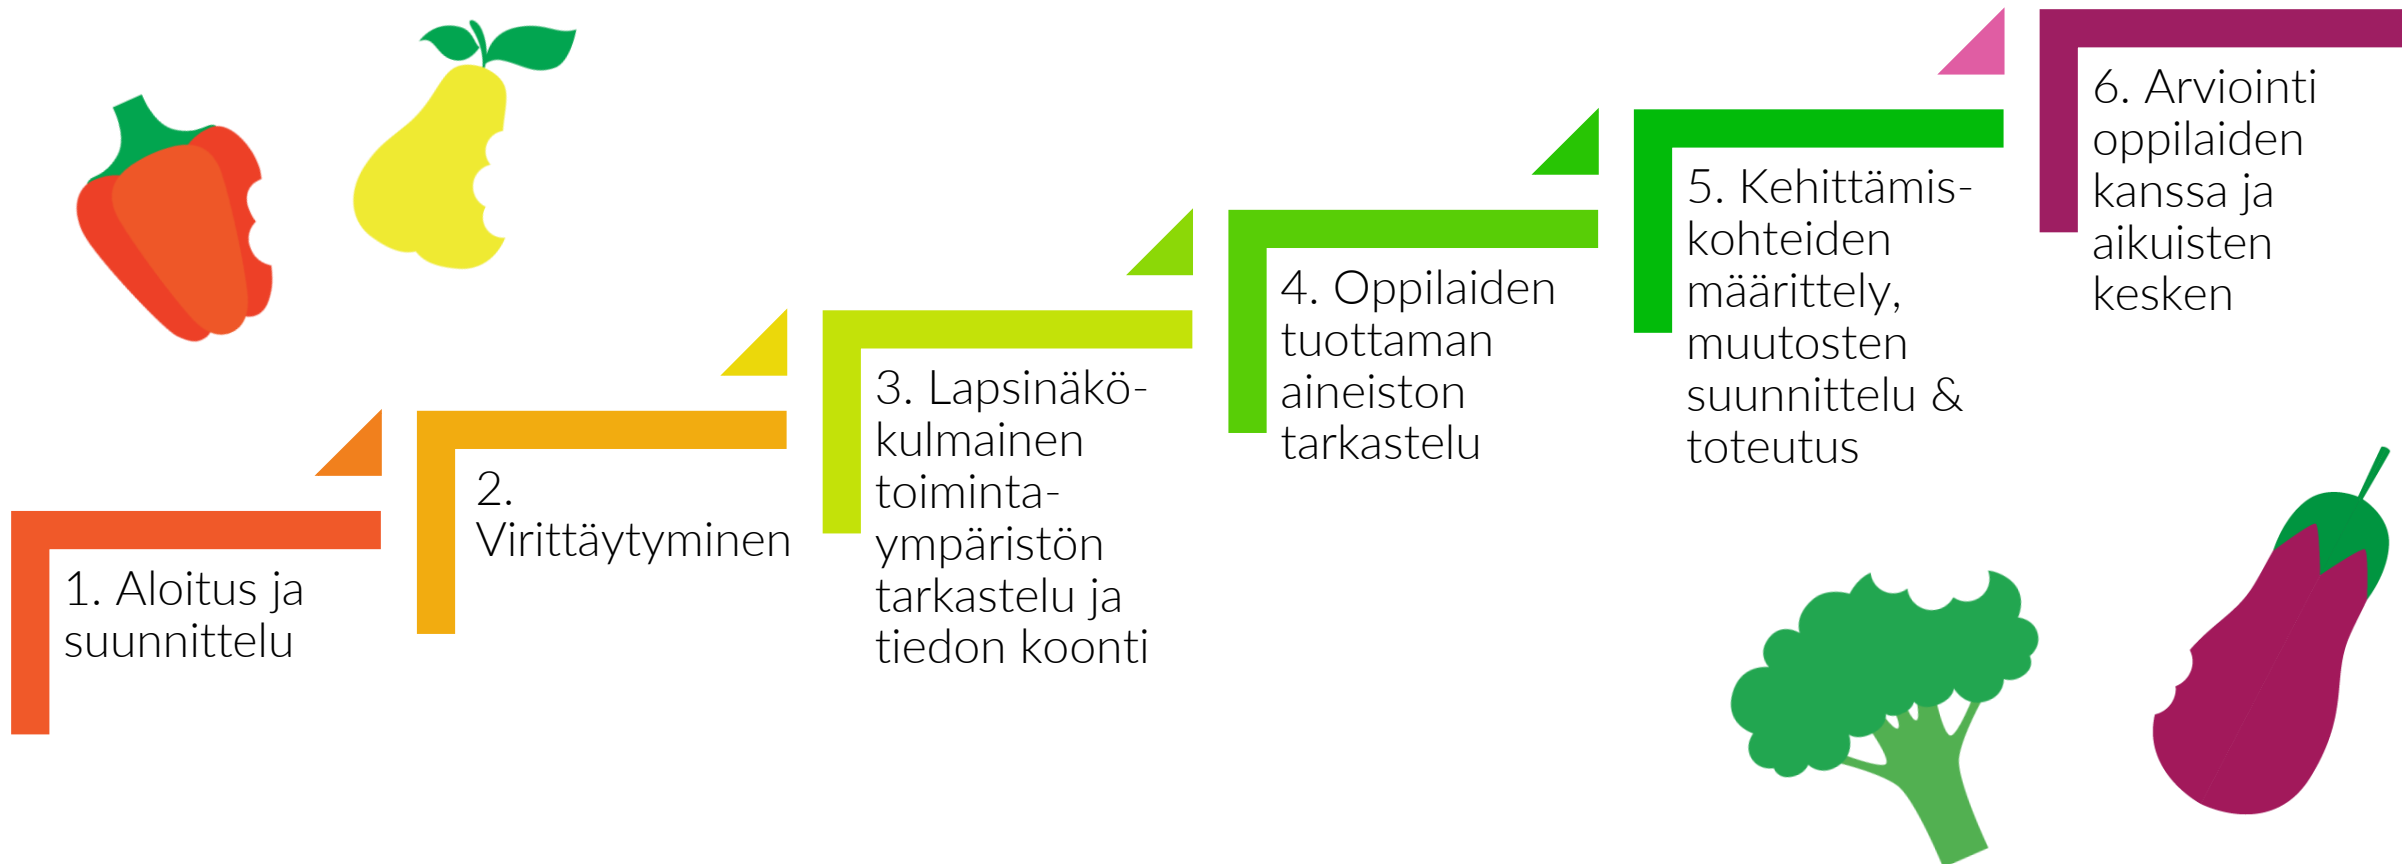 1. Aloitus ja
suunnittelu
2.
Virittäytyminen
3. Lapsinäkö-
kulmainen
toiminta-
ympäristön
tarkastelu ja
tiedon koonti
4. Oppilaiden
tuottaman
aineiston
tarkastelu
5. Kehittämis-
kohteiden
määrittely,
muutosten
suunnittelu &
toteutus
6. Arviointi
oppilaiden
kanssa ja
aikuisten
kesken